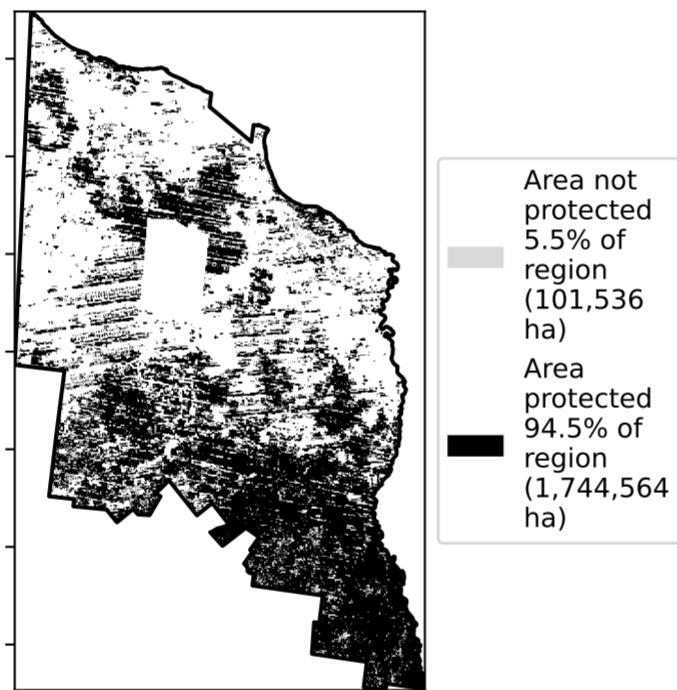 Area not
protected
5.5% of
region
(101,536
ha)
Area
protected
94.5% of
region
(1,744,564
ha)